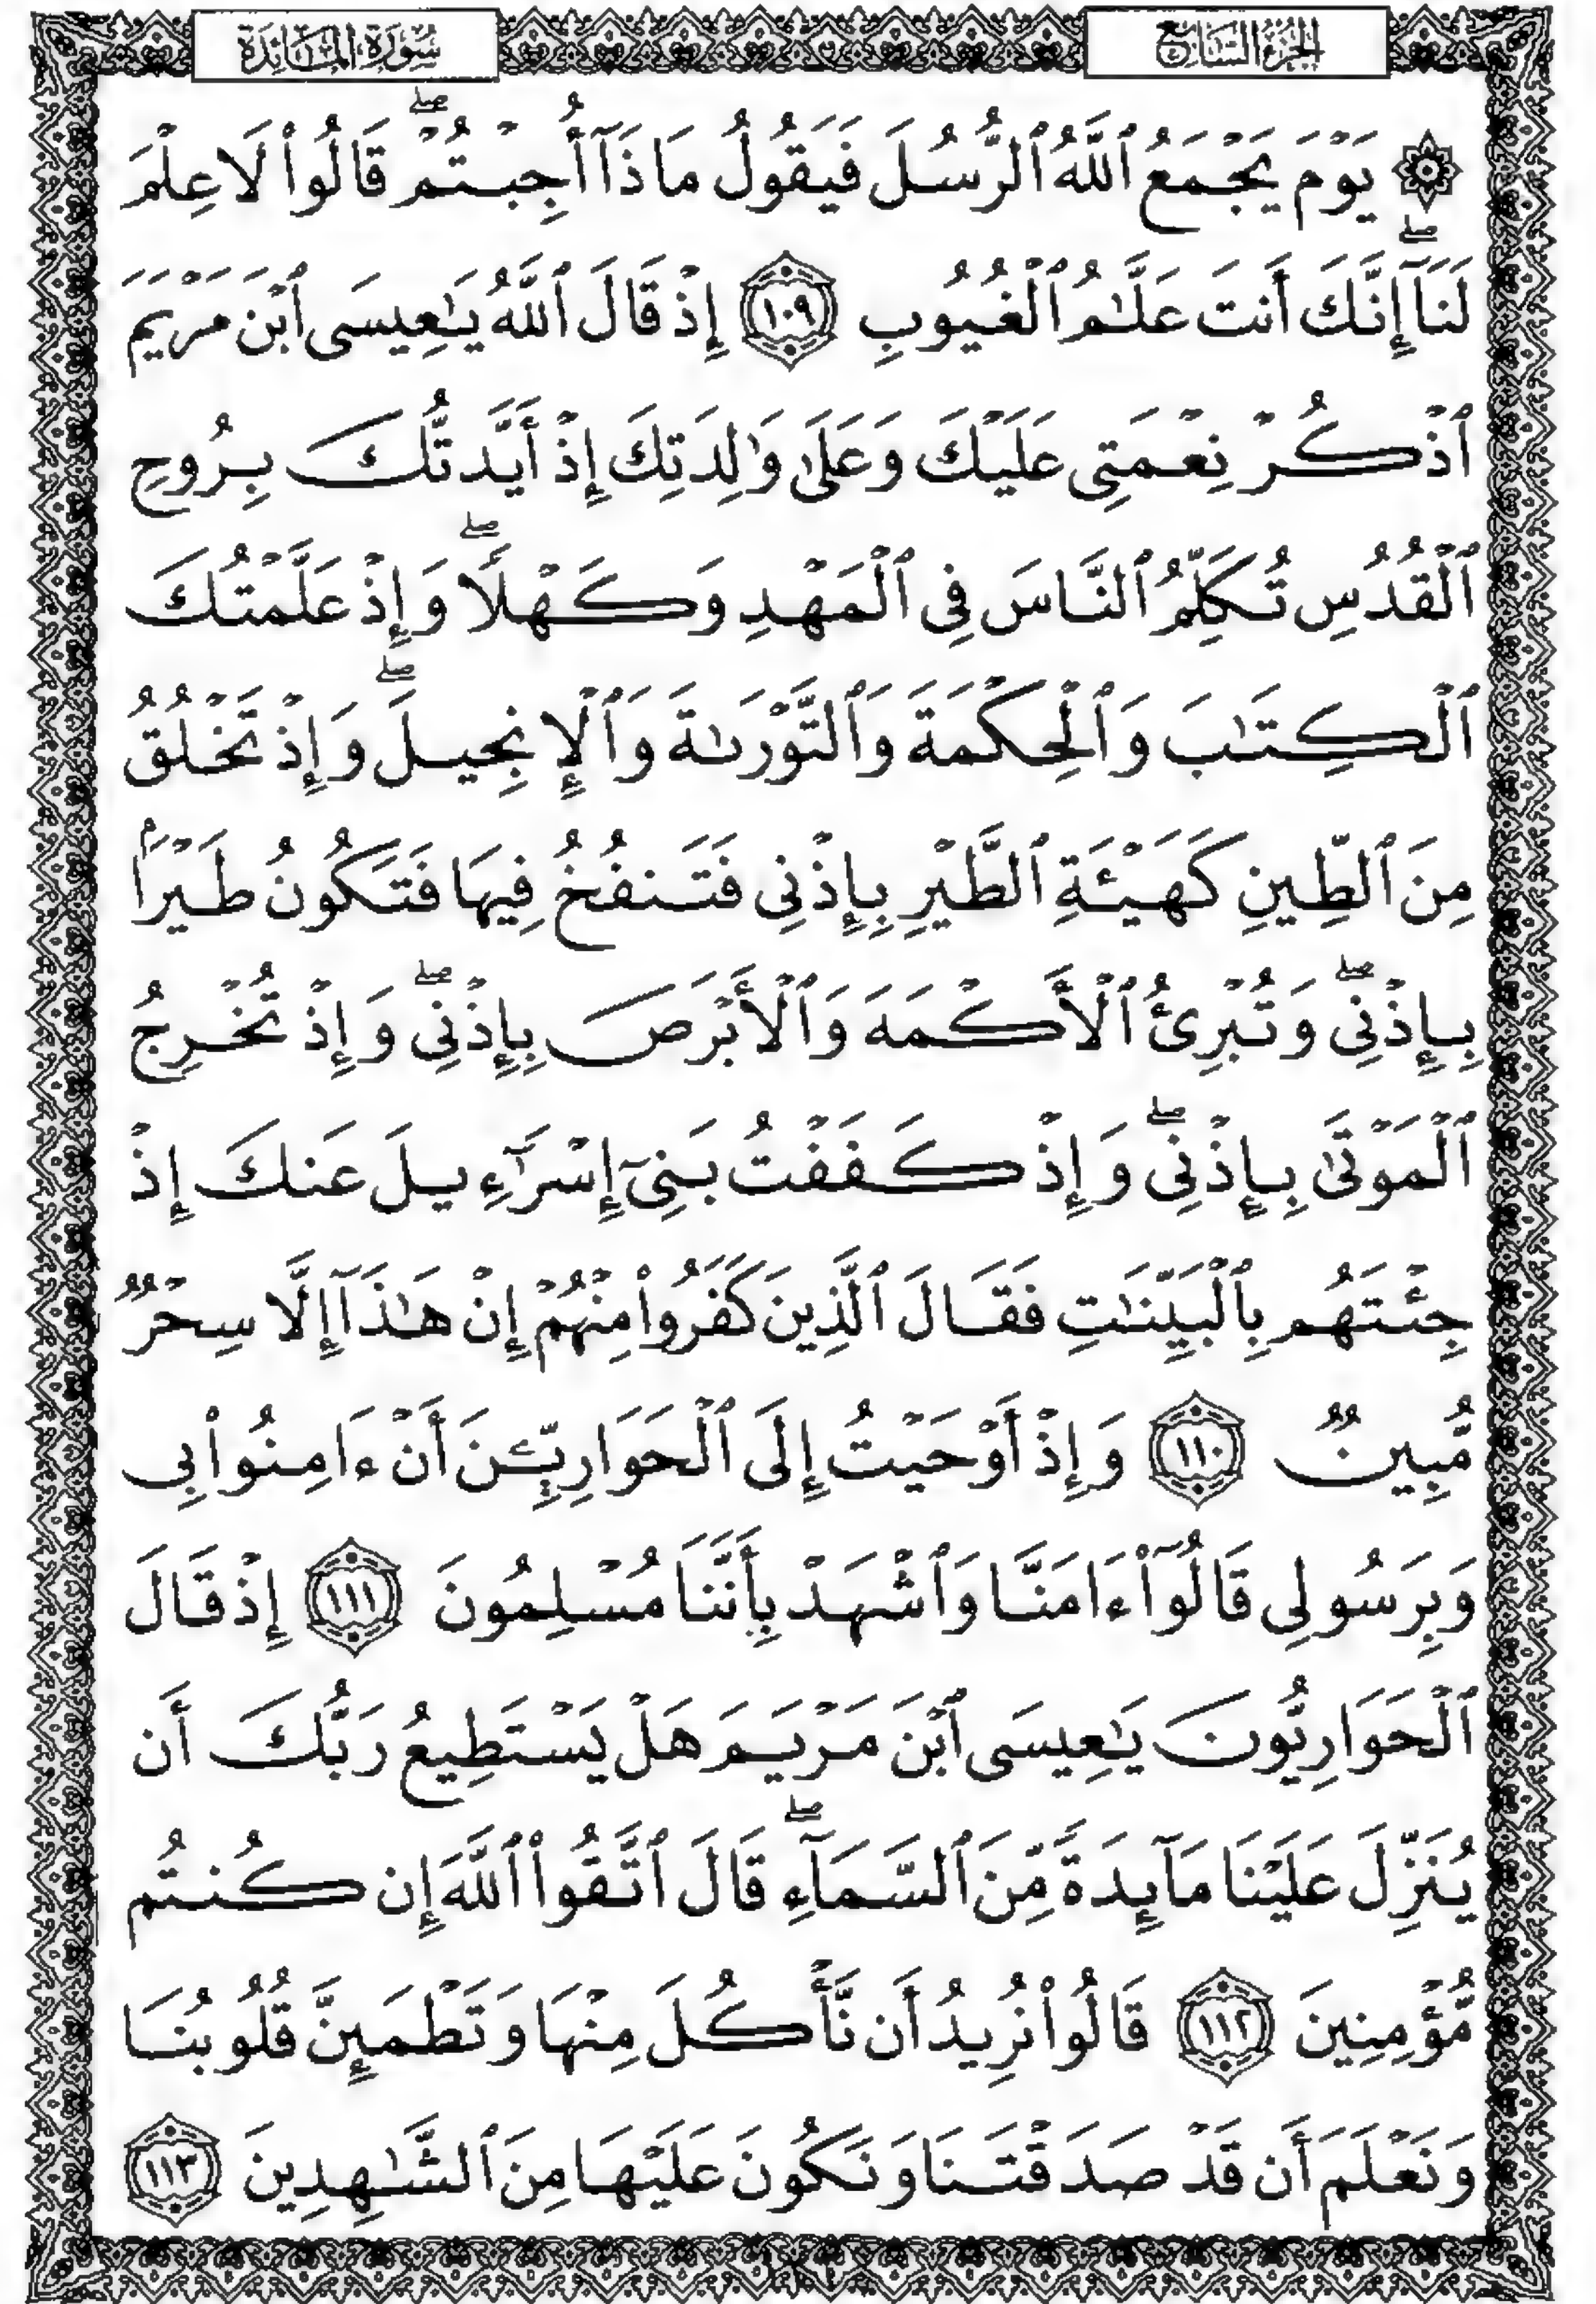 الجزء السابع
سورة المائدة
۞ يَوْمَ يَجْمَعُ ٱللَّهُ ٱلرُّسُلَ فَيَقُولُ مَاذَآ أُجِبْتُمْ ۖ قَالُوا۟ لَا عِلْمَ
لَنَآ ۖ إِنَّكَ أَنتَ عَلَّـٰمُ ٱلْغُيُوبِ ١٠٩ إِذْ قَالَ ٱللَّهُ يَـٰعِيسَى ٱبْنَ مَرْيَمَ
ٱذْكُرْ نِعْمَتِى عَلَيْكَ وَعَلَىٰ وَٰلِدَتِكَ إِذْ أَيَّدتُّكَ بِرُوحِ
ٱلْقُدُسِ تُكَلِّمُ ٱلنَّاسَ فِى ٱلْمَهْدِ وَكَهْلًا ۖ وَإِذْ عَلَّمْتُكَ
ٱلْكِتَـٰبَ وَٱلْحِكْمَةَ وَٱلتَّوْرَىٰةَ وَٱلْإِنجِيلَ ۖ وَإِذْ تَخْلُقُ
مِنَ ٱلطِّينِ كَهَيْـَٔةِ ٱلطَّيْرِ بِإِذْنِى فَتَنفُخُ فِيهَا فَتَكُونُ طَيْرًۢا
بِإِذْنِى ۖ وَتُبْرِئُ ٱلْأَكْمَهَ وَٱلْأَبْرَصَ بِإِذْنِى ۖ وَإِذْ تُخْرِجُ
ٱلْمَوْتَىٰ بِإِذْنِى ۖ وَإِذْ كَفَفْتُ بَنِىٓ إِسْرَٰٓءِيلَ عَنكَ إِذْ
جِئْتَهُم بِٱلْبَيِّنَـٰتِ فَقَالَ ٱلَّذِينَ كَفَرُوا۟ مِنْهُمْ إِنْ هَـٰذَآ إِلَّا سِحْرٌ
مُّبِينٌ ١١٠ وَإِذْ أَوْحَيْتُ إِلَى ٱلْحَوَارِيِّـۧنَ أَنْ ءَامِنُوا۟ بِى
وَبِرَسُولِى قَالُوٓا۟ ءَامَنَّا وَٱشْهَدْ بِأَنَّنَا مُسْلِمُونَ ١١١ إِذْ قَالَ
ٱلْحَوَارِيُّونَ يَـٰعِيسَى ٱبْنَ مَرْيَمَ هَلْ يَسْتَطِيعُ رَبُّكَ أَن
يُنَزِّلَ عَلَيْنَا مَآئِدَةً مِّنَ ٱلسَّمَآءِ ۖ قَالَ ٱتَّقُوا۟ ٱللَّهَ إِن كُنتُم
مُّؤْمِنِينَ ١١٢ قَالُوا۟ نُرِيدُ أَن نَّأْكُلَ مِنْهَا وَتَطْمَئِنَّ قُلُوبُنَا
وَنَعْلَمَ أَن قَدْ صَدَقْتَنَا وَنَكُونَ عَلَيْهَا مِنَ ٱلشَّـٰهِدِينَ ١١٣